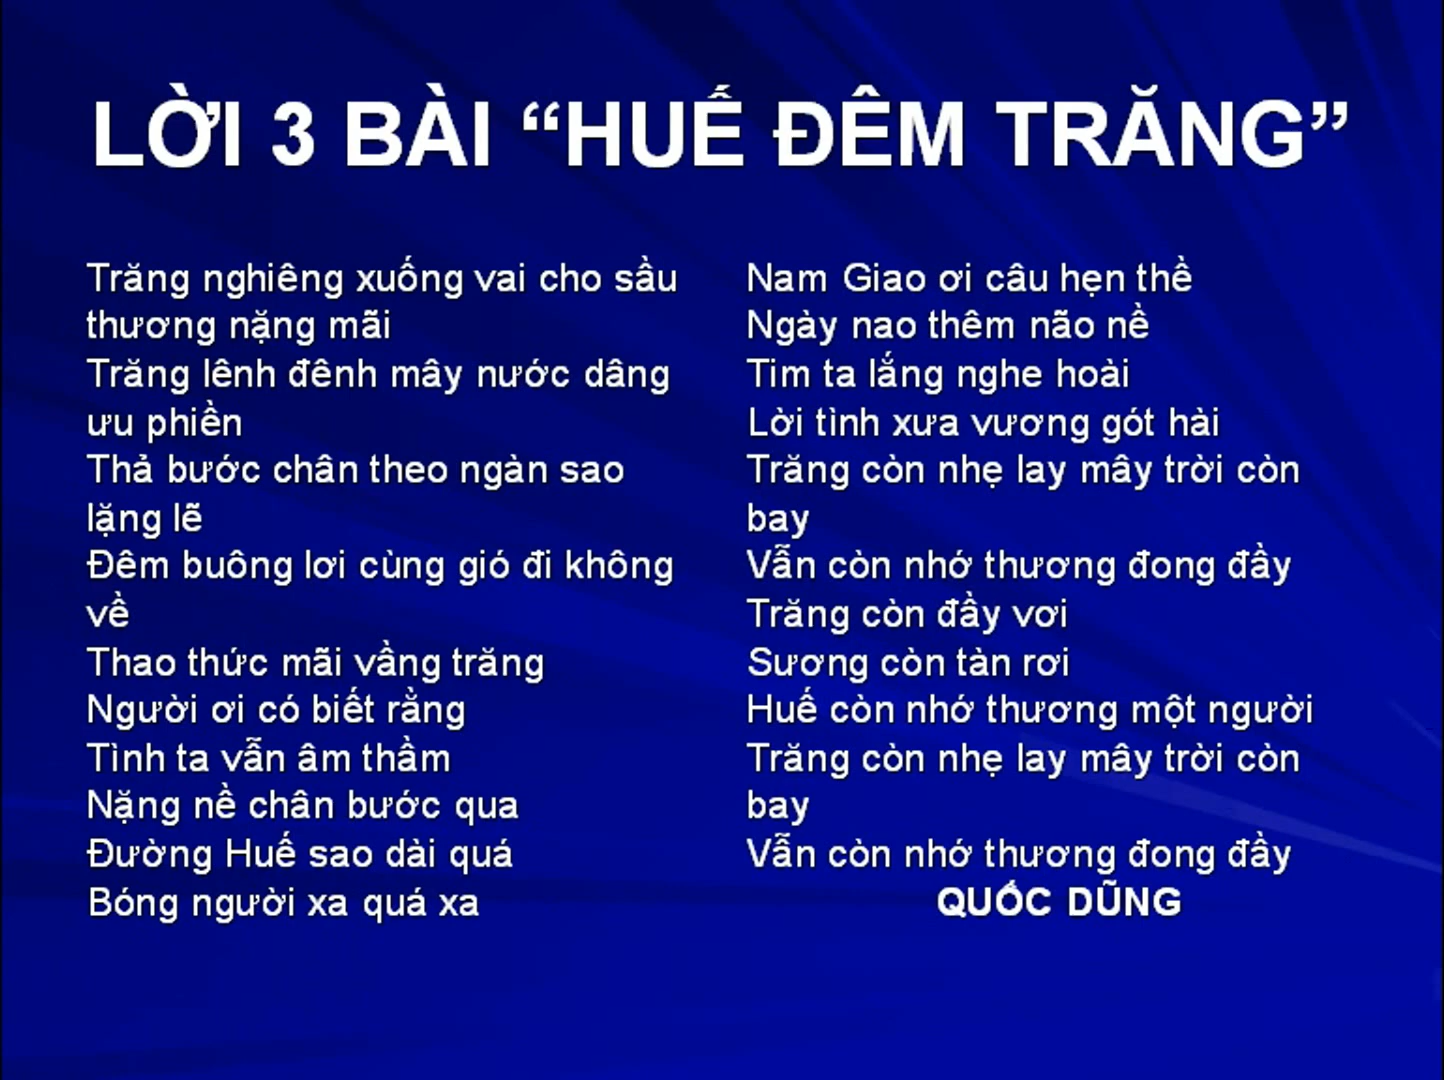 LỜI 3 BÀI “HUẾ ĐÊM TRĂNG”
Trăng nghiêng xuống vai cho sầu
thương nặng mãi
Trăng lênh đênh mây nước dâng
ưu phiền
Thả bước chân theo ngàn sao
lặng lẽ
Đêm buông lơi cùng gió đi không
về
Thao thức mãi vầng trăng
Người ơi có biết rằng
Tình ta vẫn âm thầm
Nặng nề chân bước qua
Đường Huế sao dài quá
Bóng người xa quá xa
Nam Giao ơi câu hẹn thề
Ngày nao thêm não nề
Tim ta lắng nghe hoài
Lời tình xưa vương gót hài
Trăng còn nhẹ lay mây trời còn
bay
Vẫn còn nhớ thương đong đầy
Trăng còn đầy vơi
Sương còn tàn rơi
Huế còn nhớ thương một người
Trăng còn nhẹ lay mây trời còn
bay
Vẫn còn nhớ thương đong đầy
QUỐC DŨNG